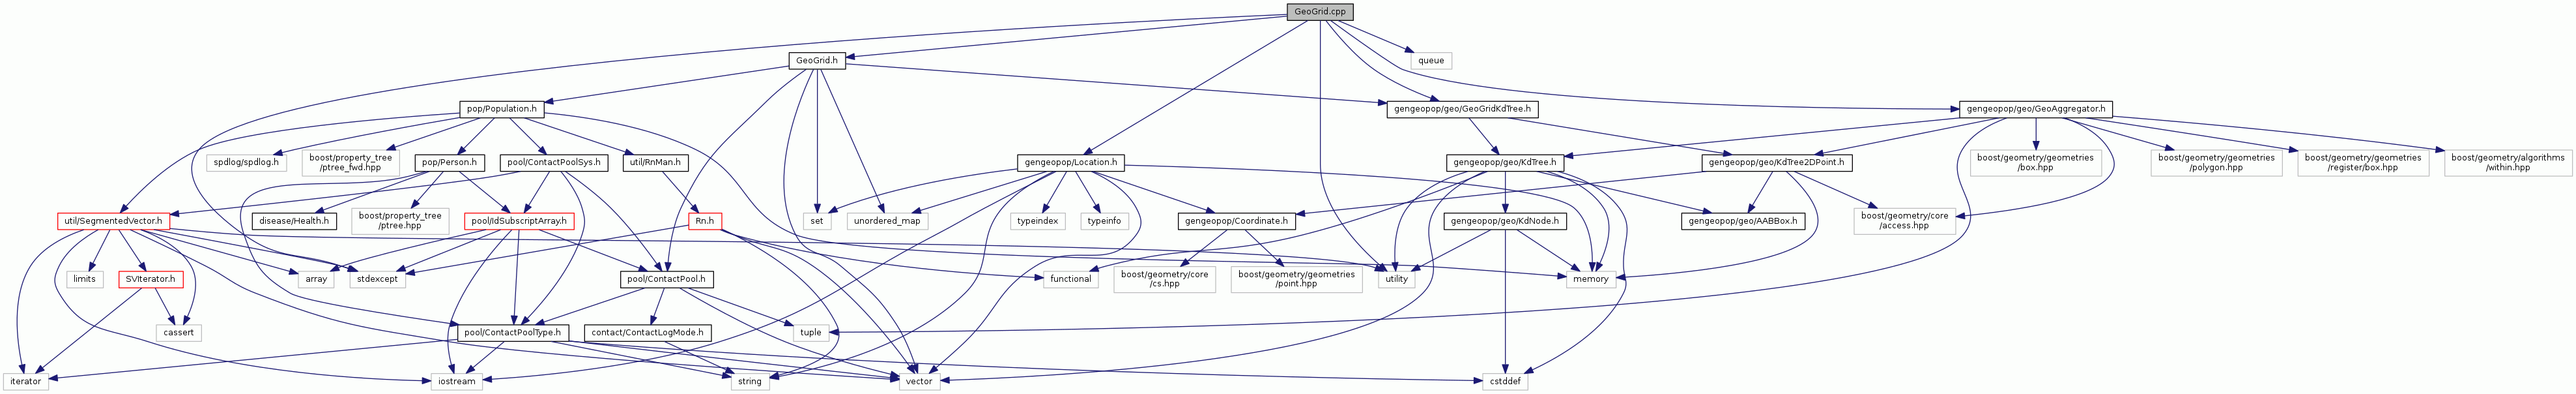 GeoGrid.cpp
GeoGrid.h
queue
pop/Population.h
gengeopop/geo/GeoGridKdTree.h
gengeopop/geo/GeoAggregator.h
spdlog/spdlog.h
boost/property_tree
/ptree_fwd.hpp
pop/Person.h
pool/ContactPoolSys.h
util/RnMan.h
gengeopop/Location.h
gengeopop/geo/KdTree.h
gengeopop/geo/KdTree2DPoint.h
boost/geometry/geometries
/box.hpp
boost/geometry/geometries
/polygon.hpp
boost/geometry/geometries
/register/box.hpp
boost/geometry/algorithms
/within.hpp
util/SegmentedVector.h
disease/Health.h
boost/property_tree
/ptree.hpp
pool/IdSubscriptArray.h
Rn.h
set
unordered_map
typeindex
typeinfo
gengeopop/Coordinate.h
gengeopop/geo/KdNode.h
gengeopop/geo/AABBox.h
boost/geometry/core
/access.hpp
limits
SVIterator.h
array
stdexcept
pool/ContactPool.h
functional
boost/geometry/core
/cs.hpp
boost/geometry/geometries
/point.hpp
utility
memory
cassert
pool/ContactPoolType.h
contact/ContactLogMode.h
tuple
iterator
iostream
string
vector
cstddef